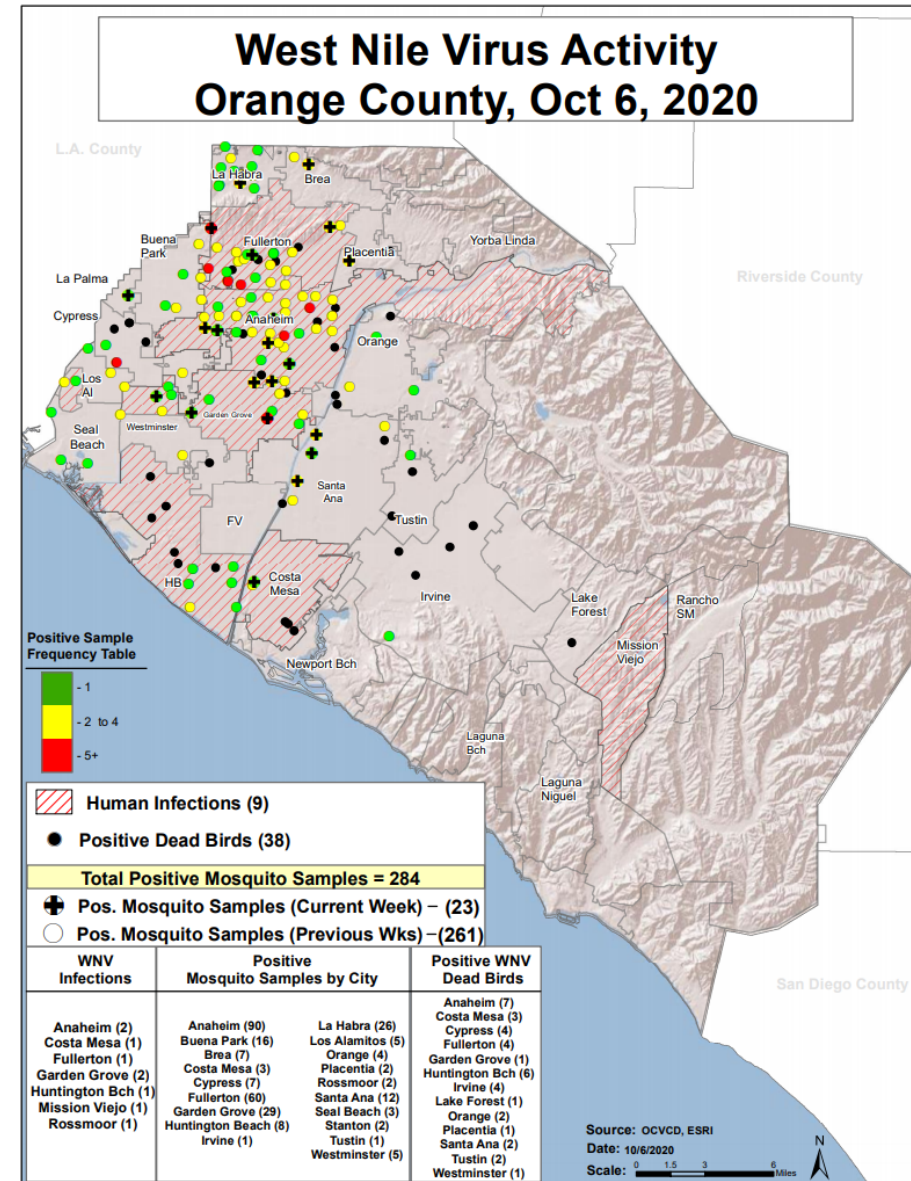 West Nile Virus Activity
Orange County, Oct 6, 2020
L.A. County
La Habra
Brea
Buena
Park
Fullerton
Placentia
Yorba Linda
Riverside County
La Palma
Cypress
Anaheim
Orange
Los
Al
Garden Grove
Westminster
Seal
Beach
Santa
Ana
FV
Tustin
HB
Costa
Mesa
Irvine
Lake
Forest
Rancho
SM
Mission
Viejo
Newport Bch
Laguna
Bch
Laguna
Niguel
San Diego County
Positive Sample
Frequency Table
- 1
- 2 to 4
- 5+
Human Infections (9)
Positive Dead Birds (38)
Total Positive Mosquito Samples = 284
Pos. Mosquito Samples (Current Week) – (23)
Pos. Mosquito Samples (Previous Wks) –(261)
WNV
Infections
Anaheim (2)
Costa Mesa (1)
Fullerton (1)
Garden Grove (2)
Huntington Bch (1)
Mission Viejo (1)
Rossmoor (1)
Positive
Mosquito Samples by City
Anaheim (90)
Buena Park (16)
Brea (7)
Costa Mesa (3)
Cypress (7)
Fullerton (60)
Garden Grove (29)
Huntington Beach (8)
Irvine (1)
La Habra (26)
Los Alamitos (5)
Orange (4)
Placentia (2)
Rossmoor (2)
Santa Ana (12)
Seal Beach (3)
Stanton (2)
Tustin (1)
Westminster (5)
Positive WNV
Dead Birds
Anaheim (7)
Costa Mesa (3)
Cypress (4)
Fullerton (4)
Garden Grove (1)
Huntington Bch (6)
Irvine (4)
Lake Forest (1)
Orange (2)
Placentia (1)
Santa Ana (2)
Tustin (2)
Westminster (1)
Source: OCVCD, ESRI
Date: 10/6/2020
Scale: 0 1.5 3 6 Miles
N